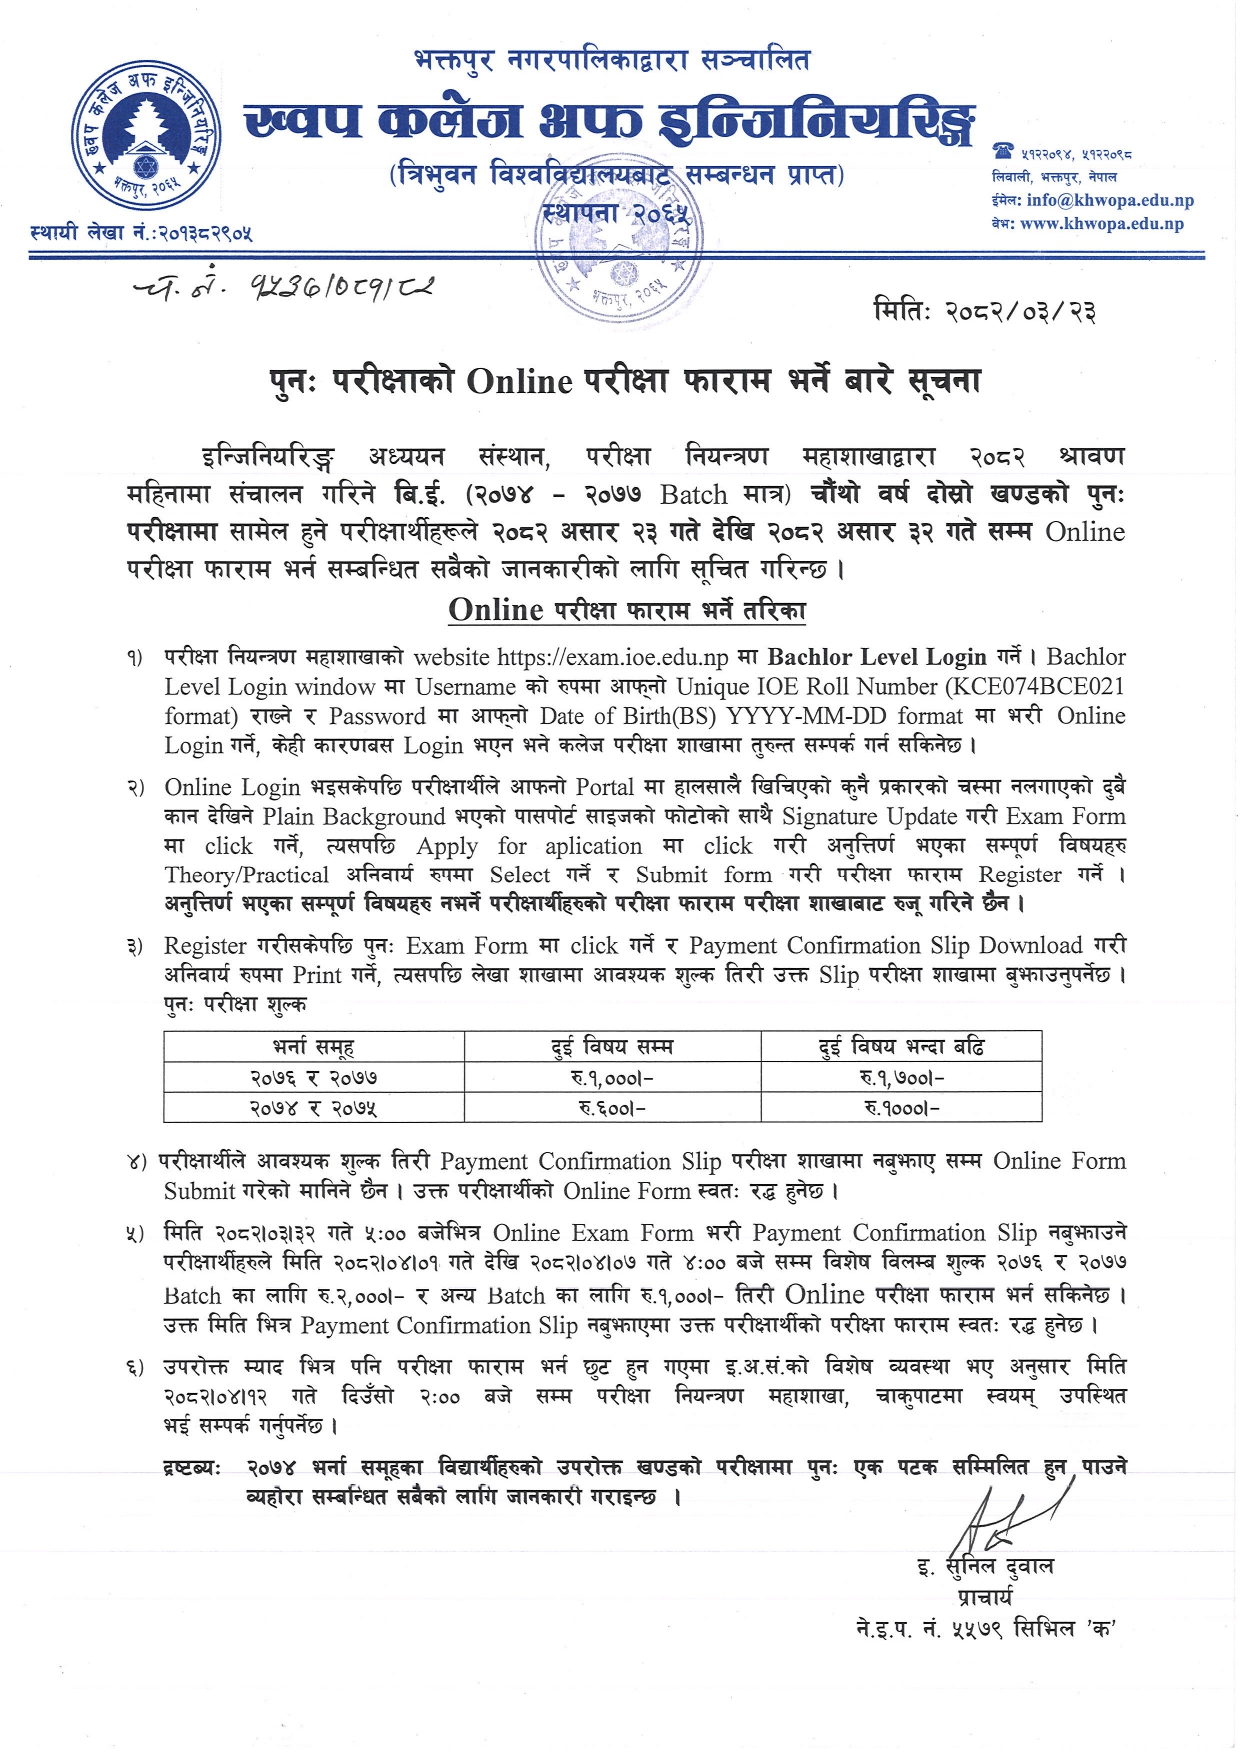 भक्तपुर नगरपालिकाद्वारा सञ्चालित
ख्वप कलेज अफ इन्जिनियरिङ्ग
(त्रिभुवन विश्वविद्यालयबाट सम्बन्धन प्राप्त)
स्थापना २०६५
ख्वप कलेज अफ इन्जिनियरिङ्ग
भक्तपुर, २०६५
स्थायी लेखा नं.:२०१३८२९०५
☎ ५१२२०९४, ५१२२०९८
लिवाली, भक्तपुर, नेपाल
ईमेल: info@khwopa.edu.np
वेभ: www.khwopa.edu.np
भक्तपुर, २०६५
च.नं. १५३७/०८१/८२
मितिः २०८२/०३/२३
पुनः परीक्षाको Online परीक्षा फाराम भर्ने बारे सूचना
इन्जिनियरिङ्ग अध्ययन संस्थान, परीक्षा नियन्त्रण महाशाखाद्वारा २०८२ श्रावण
महिनामा संचालन गरिने बि.ई. (२०७४ – २०७७ Batch मात्र) चौंथो वर्ष दोस्रो खण्डको पुनः
परीक्षामा सामेल हुने परीक्षार्थीहरूले २०८२ असार २३ गते देखि २०८२ असार ३२ गते सम्म Online
परीक्षा फाराम भर्न सम्बन्धित सबैको जानकारीको लागि सूचित गरिन्छ ।
Online परीक्षा फाराम भर्ने तरिका
१) परीक्षा नियन्त्रण महाशाखाको website https://exam.ioe.edu.np मा Bachlor Level Login गर्ने । Bachlor
Level Login window मा Username को रुपमा आफ्‌नो Unique IOE Roll Number (KCE074BCE021
format) राख्ने र Password मा आफ्‌नो Date of Birth(BS) YYYY-MM-DD format मा भरी Online
Login गर्ने, केही कारणबस Login भएन भने कलेज परीक्षा शाखामा तुरुन्त सम्पर्क गर्न सकिनेछ ।
२) Online Login भइसकेपछि परीक्षार्थीले आफनो Portal मा हालसालै खिचिएको कुनै प्रकारको चस्मा नलगाएको दुबै
कान देखिने Plain Background भएको पासपोर्ट साइजको फोटोको साथै Signature Update गरी Exam Form
मा click गर्ने, त्यसपछि Apply for aplication मा click गरी अनुत्तिर्ण भएका सम्पूर्ण विषयहरु
Theory/Practical अनिवार्य रुपमा Select गर्ने र Submit form गरी परीक्षा फाराम Register गर्ने ।
अनुत्तिर्ण भएका सम्पूर्ण विषयहरु नभर्ने परीक्षार्थीहरुको परीक्षा फाराम परीक्षा शाखाबाट रुजू गरिने छैन ।
३) Register गरीसकेपछि पुनः Exam Form मा click गर्ने र Payment Confirmation Slip Download गरी
अनिवार्य रुपमा Print गर्ने, त्यसपछि लेखा शाखामा आवश्यक शुल्क तिरी उक्त Slip परीक्षा शाखामा बुझाउनुपर्नेछ ।
पुनः परीक्षा शुल्क
भर्ना समूह दुई विषय सम्म दुई विषय भन्दा बढि
२०७६ र २०७७ रु.१,०००।– रु.१,७००।–
२०७४ र २०७५ रु.६००।– रु.१०००।–
४) परीक्षार्थीले आवश्यक शुल्क तिरी Payment Confirmation Slip परीक्षा शाखामा नबुझाए सम्म Online Form
Submit गरेको मानिने छैन । उक्त परीक्षार्थीको Online Form स्वतः रद्ध हुनेछ ।
५) मिति २०८२।०३।३२ गते ५:०० बजेभित्र Online Exam Form भरी Payment Confirmation Slip नबुझाउने
परीक्षार्थीहरुले मिति २०८२।०४।०१ गते देखि २०८२।०४।०७ गते ४:०० बजे सम्म विशेष विलम्ब शुल्क २०७६ र २०७७
Batch का लागि रु.२,०००।– र अन्य Batch का लागि रु.१,०००।– तिरी Online परीक्षा फाराम भर्न सकिनेछ ।
उक्त मिति भित्र Payment Confirmation Slip नबुझाएमा उक्त परीक्षार्थीको परीक्षा फाराम स्वतः रद्ध हुनेछ ।
६) उपरोक्त म्याद भित्र पनि परीक्षा फाराम भर्न छुट हुन गएमा इ.अ.सं.को विशेष व्यवस्था भए अनुसार मिति
२०८२।०४।१२ गते दिउँसो २:०० बजे सम्म परीक्षा नियन्त्रण महाशाखा, चाकुपाटमा स्वयम् उपस्थित
भई सम्पर्क गर्नुपर्नेछ ।
द्रष्टब्यः २०७४ भर्ना समूहका विद्यार्थीहरुको उपरोक्त खण्डको परीक्षामा पुनः एक पटक सम्मिलित हुन पाउने
व्यहोरा सम्बन्धित सबैको लागि जानकारी गराइन्छ ।
इ. सुनिल दुवाल
प्राचार्य
ने.इ.प. नं. ५५७९ सिभिल 'क'